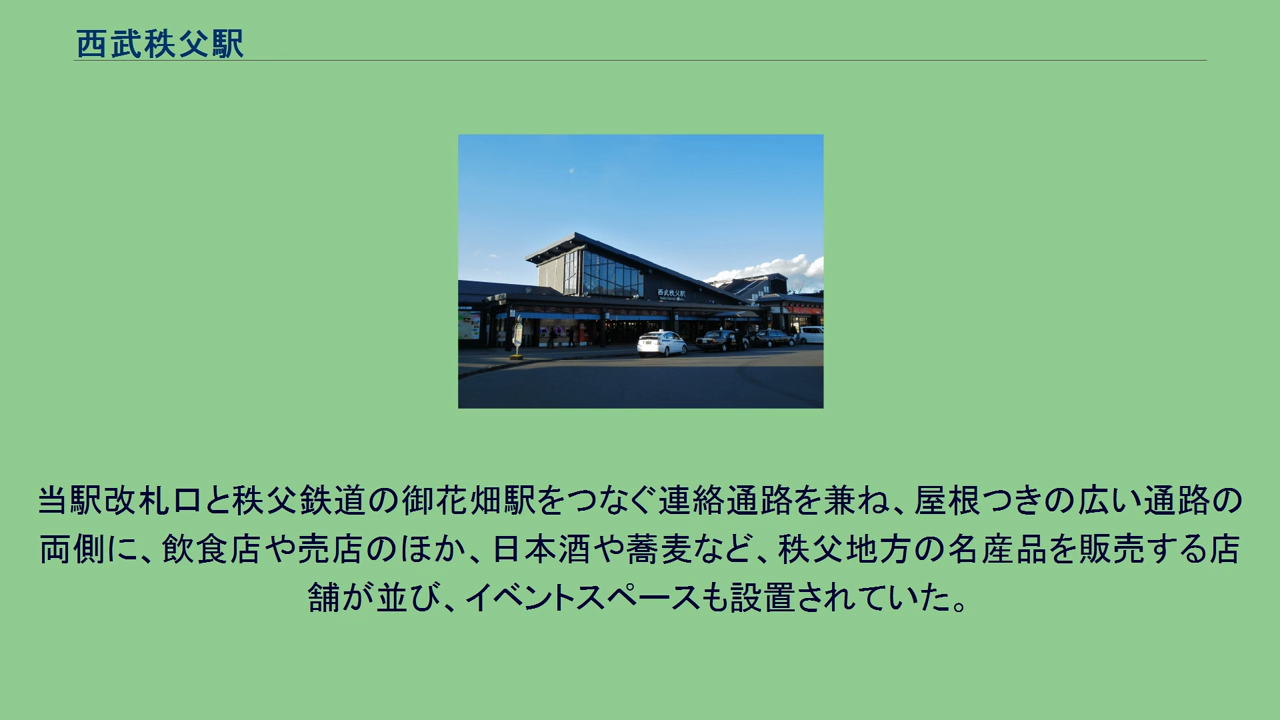 西武秩父駅
西武秩父駅
当駅改札口と秩父鉄道の御花畑駅をつなぐ連絡通路を兼ね、屋根つきの広い通路の
両側に、飲食店や売店のほか、日本酒や蕎麦など、秩父地方の名産品を販売する店
舗が並び、イベントスペースも設置されていた。